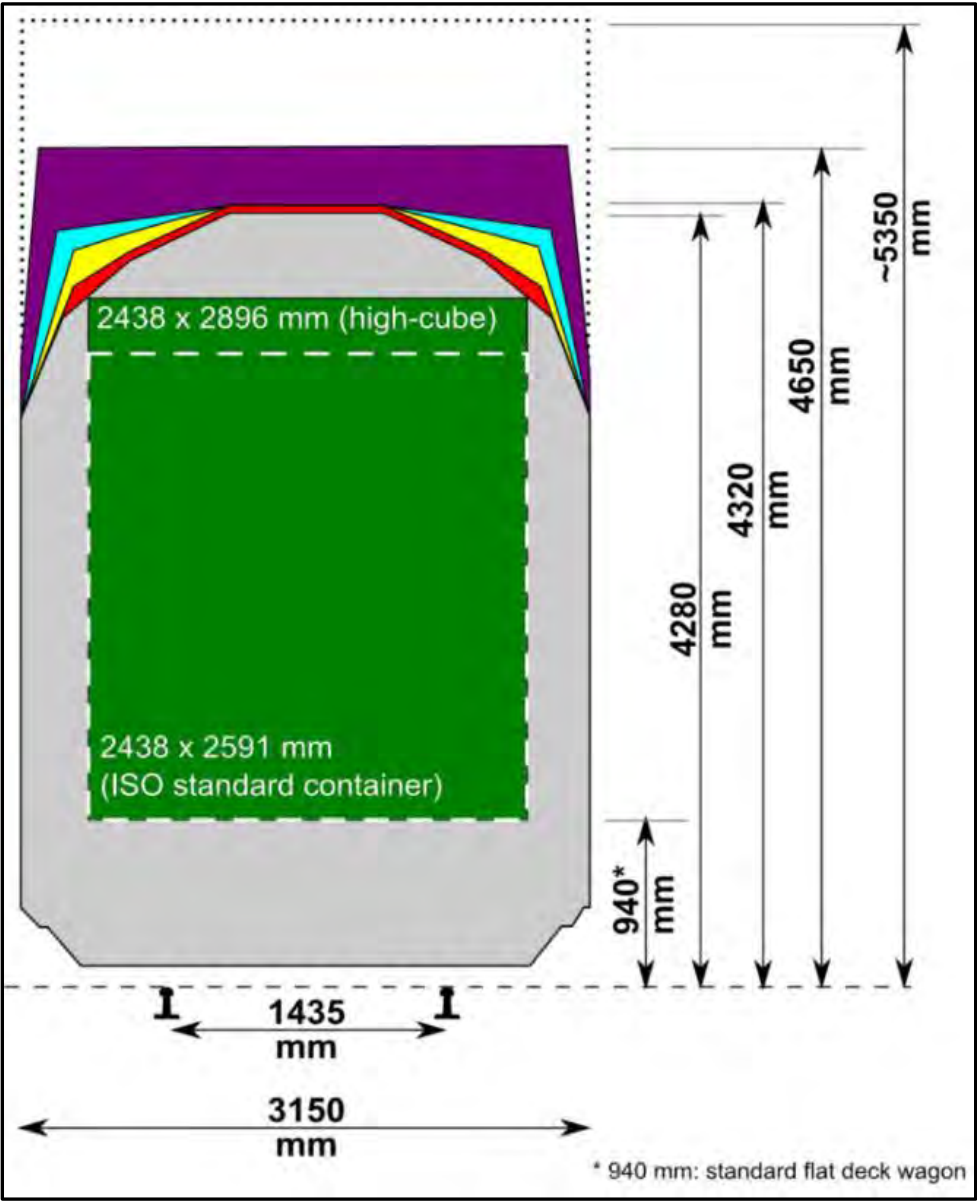 ~5350
mm
4650
mm
4320
mm
4280
mm
2438 x 2896 mm (high-cube)
2438 x 2591 mm
(ISO standard container)
940*
mm
1435
mm
3150
mm
* 940 mm: standard flat deck wagon